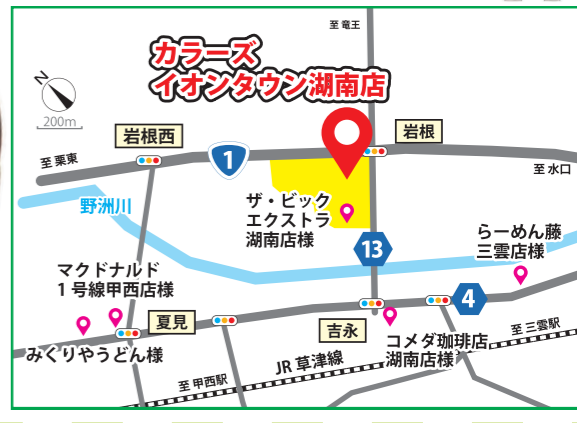 至 竜王
カラーズ
イオンタウン湖南店
N
200m
岩根西
岩根
1
至 栗東
至 水口
野洲川
ザ・ビック
エクストラ
湖南店様
13
らーめん藤
三雲店様
マクドナルド
1号線甲西店様
4
夏見
吉永
みくりやうどん様
コメダ珈琲店
湖南店様
至 三雲駅
JR 草津線
至 甲西駅